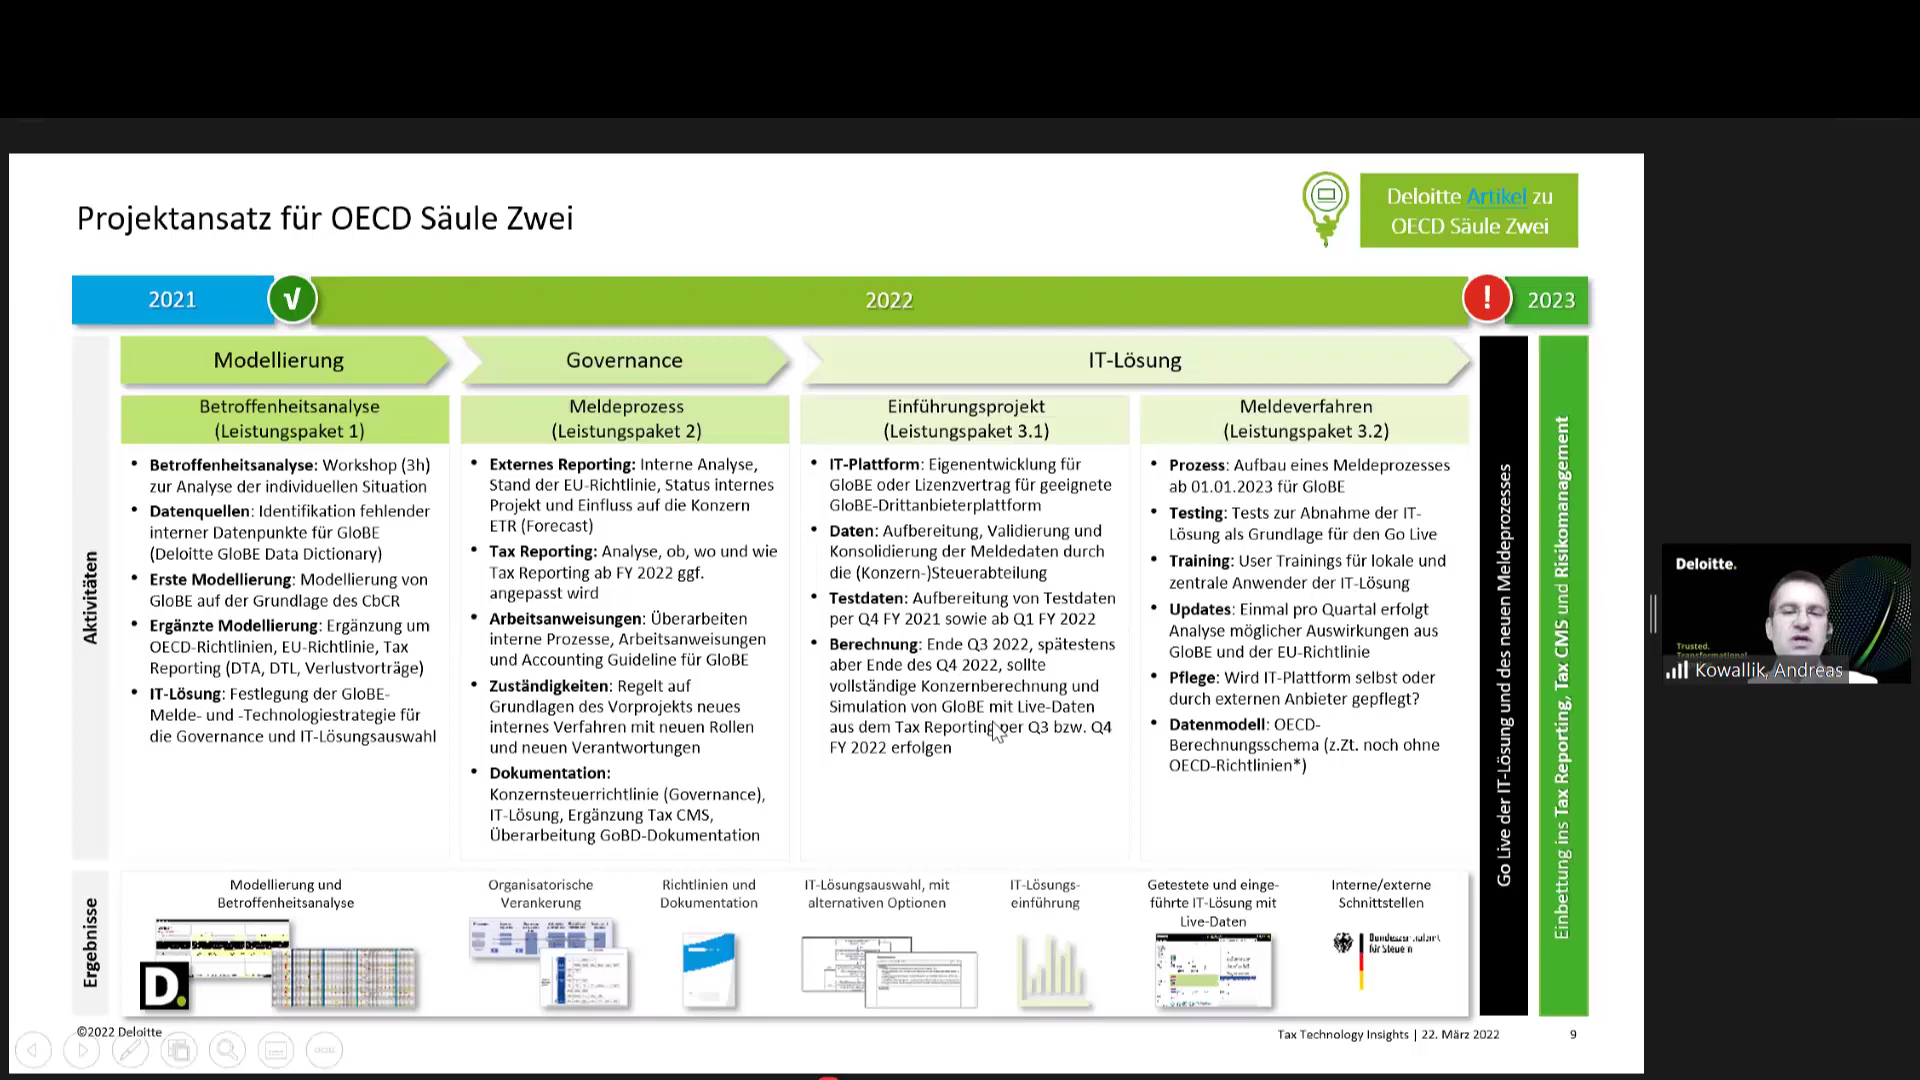 Projektansatz für OECD Säule Zwei
Deloitte Artikel zu
OECD Säule Zwei
2021
√
2022
!
2023
Modellierung
Governance
IT-Lösung
Aktivitäten
Betroffenheitsanalyse
(Leistungspaket 1)
• Betroffenheitsanalyse: Workshop (3h)
zur Analyse der individuellen Situation
• Datenquellen: Identifikation fehlender
interner Datenpunkte für GloBE
(Deloitte GloBE Data Dictionary)
• Erste Modellierung: Modellierung von
GloBE auf der Grundlage des CbCR
• Ergänzte Modellierung: Ergänzung um
OECD-Richtlinien, EU-Richtlinie, Tax
Reporting (DTA, DTL, Verlustvorträge)
• IT-Lösung: Festlegung der GloBE-
Melde- und -Technologiestrategie für
die Governance und IT-Lösungsauswahl
Meldeprozess
(Leistungspaket 2)
• Externes Reporting: Interne Analyse,
Stand der EU-Richtlinie, Status internes
Projekt und Einfluss auf die Konzern
ETR (Forecast)
• Tax Reporting: Analyse, ob, wo und wie
Tax Reporting ab FY 2022 ggf.
angepasst wird
• Arbeitsanweisungen: Überarbeiten
interne Prozesse, Arbeitsanweisungen
und Accounting Guideline für GloBE
• Zuständigkeiten: Regelt auf
Grundlagen des Vorprojekts neues
internes Verfahren mit neuen Rollen
und neuen Verantwortungen
• Dokumentation:
Konzernsteuerrichtlinie (Governance),
IT-Lösung, Ergänzung Tax CMS,
Überarbeitung GoBD-Dokumentation
Einführungsprojekt
(Leistungspaket 3.1)
• IT-Plattform: Eigenentwicklung für
GloBE oder Lizenzvertrag für geeignete
GloBE-Drittanbieterplattform
• Daten: Aufbereitung, Validierung und
Konsolidierung der Meldedaten durch
die (Konzern-)Steuerabteilung
• Testdaten: Aufbereitung von Testdaten
per Q4 FY 2021 sowie ab Q1 FY 2022
• Berechnung: Ende Q3 2022, spätestens
aber Ende des Q4 2022, sollte
vollständige Konzernberechnung und
Simulation von GloBE mit Live-Daten
aus dem Tax Reporting per Q3 bzw. Q4
FY 2022 erfolgen
Meldeverfahren
(Leistungspaket 3.2)
• Prozess: Aufbau eines Meldeprozesses
ab 01.01.2023 für GloBE
• Testing: Tests zur Abnahme der IT-
Lösung als Grundlage für den Go Live
• Training: User Trainings für lokale und
zentrale Anwender der IT-Lösung
• Updates: Einmal pro Quartal erfolgt
Analyse möglicher Auswirkungen aus
GloBE und der EU-Richtlinie
• Pflege: Wird IT-Plattform selbst oder
durch externen Anbieter gepflegt?
• Datenmodell: OECD-
Berechnungsschema (z.Zt. noch ohne
OECD-Richtlinien*)
Go Live der IT-Lösung und des neuen Meldeprozesses
Einbettung ins Tax Reporting, Tax CMS und Risikomanagement
Ergebnisse
Modellierung und
Betroffenheitsanalyse
D.
Organisatorische
Verankerung
Richtlinien und
Dokumentation
IT-Lösungsauswahl, mit
alternativen Optionen
IT-Lösungs-
einführung
Getestete und einge-
führte IT-Lösung mit
Live-Daten
Interne/externe
Schnittstellen
Bundeszentralamt
für Steuern
©2022 Deloitte
Tax Technology Insights | 22. März 2022
9
Deloitte.
Trusted.
Transformational.
Kowallik, Andreas